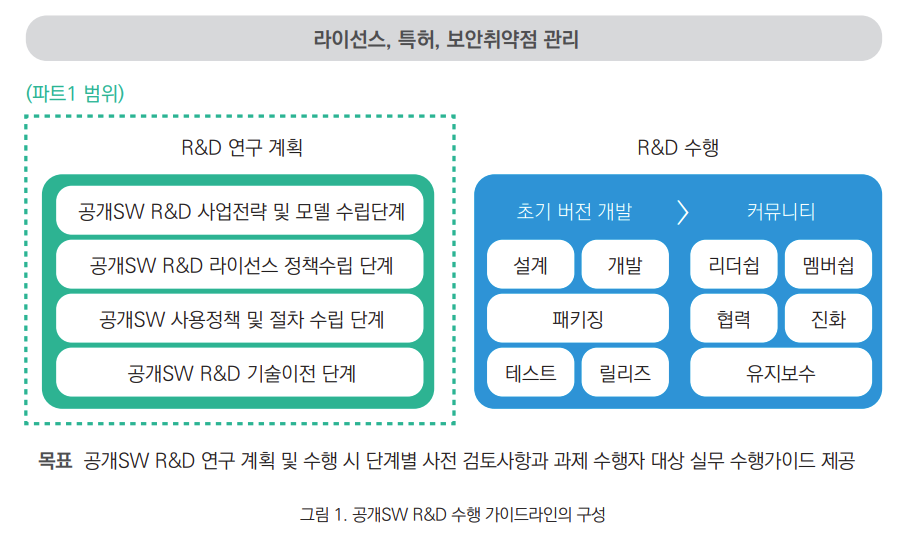 라이선스, 특허, 보안취약점 관리
(파트1 범위)
R&D 연구 계획
공개SW R&D 사업전략 및 모델 수립단계
공개SW R&D 라이선스 정책수립 단계
공개SW 사용정책 및 절차 수립 단계
공개SW R&D 기술이전 단계
R&D 수행
초기 버전 개발 > 커뮤니티
설계 개발 리더쉽 멤버쉽
패키징 협력 진화
테스트 릴리즈 유지보수
목표 공개SW R&D 연구 계획 및 수행 시 단계별 사전 검토사항과 과제 수행자 대상 실무 수행가이드 제공
그림 1. 공개SW R&D 수행 가이드라인의 구성